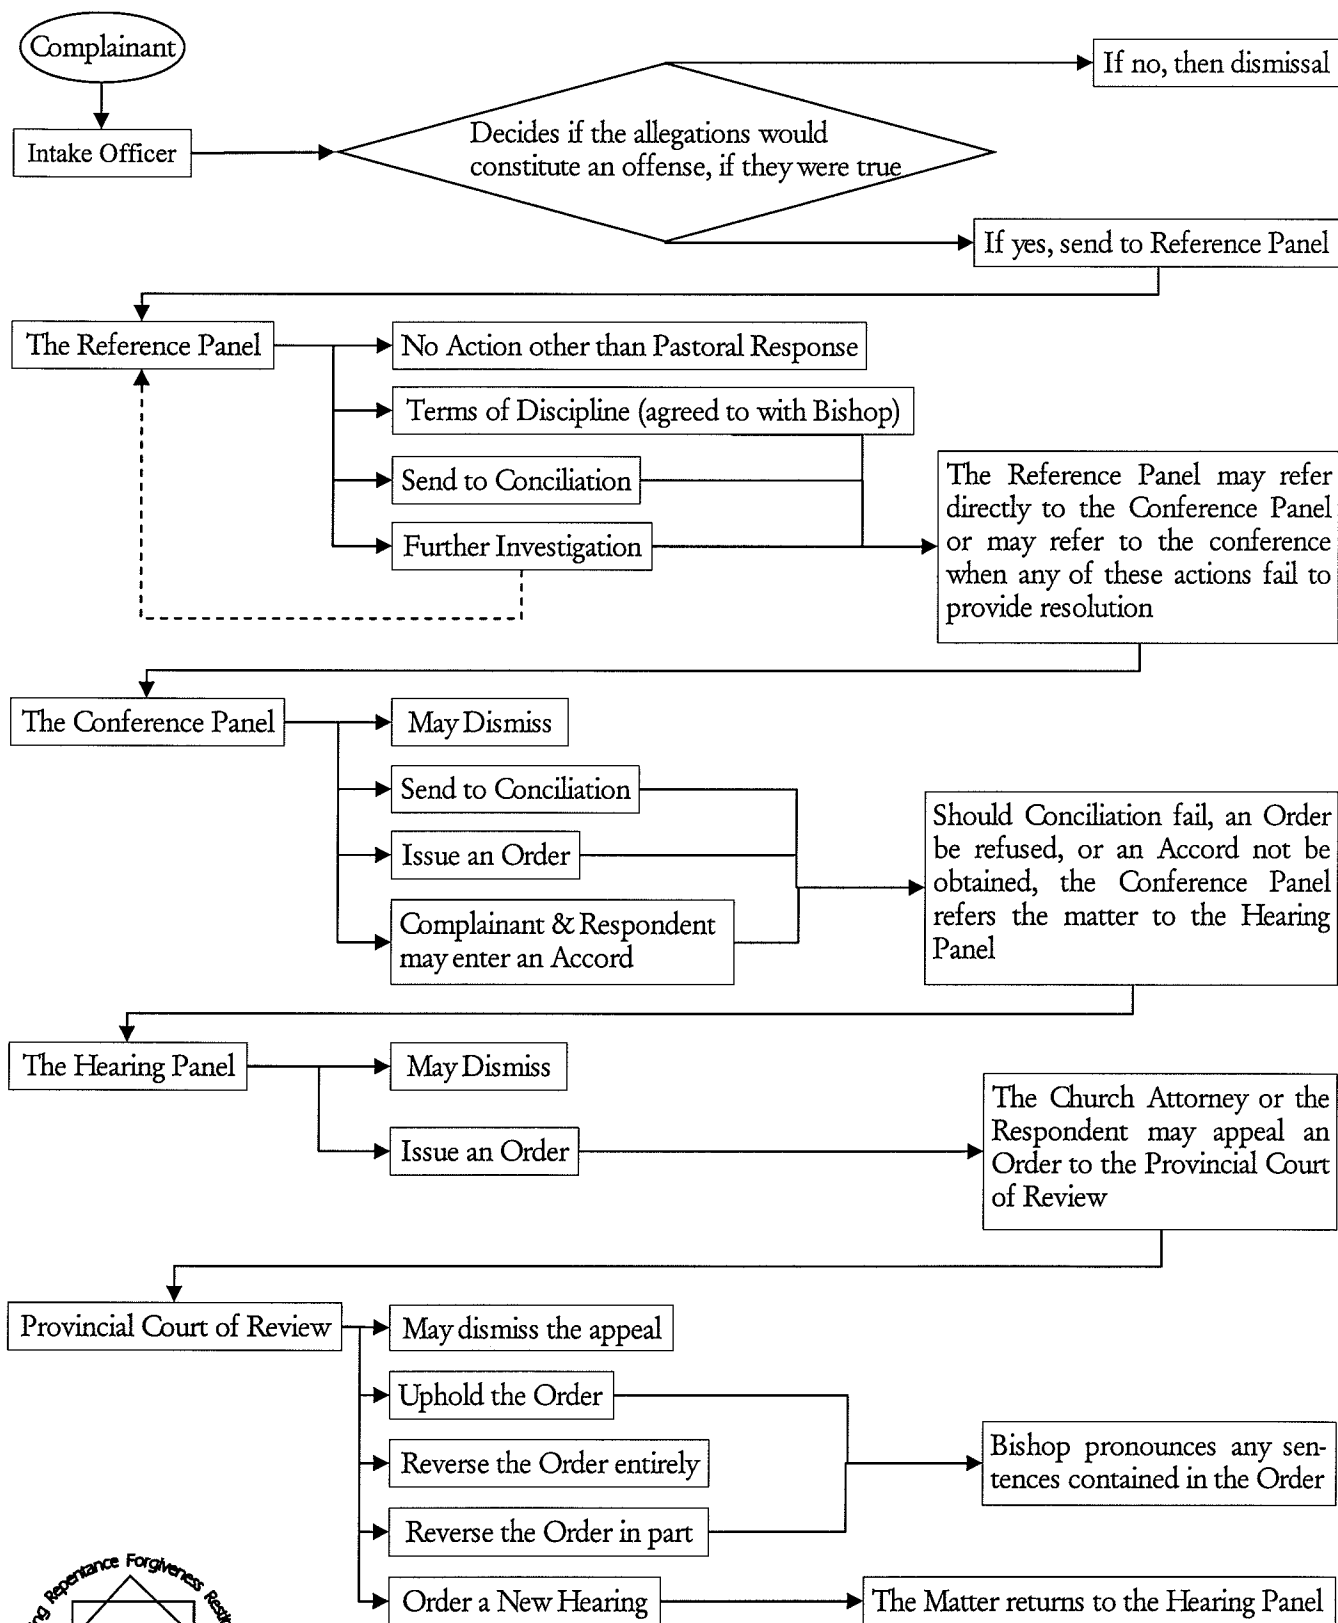 Complainant
If no, then dismissal
Intake Officer
Decides if the allegations would
constitute an offense, if they were true
If yes, send to Reference Panel
The Reference Panel
No Action other than Pastoral Response
Terms of Discipline (agreed to with Bishop)
Send to Conciliation
Further Investigation
The Reference Panel may refer
directly to the Conference Panel
or may refer to the conference
when any of these actions fail to
provide resolution
The Conference Panel
May Dismiss
Send to Conciliation
Issue an Order
Complainant & Respondent
may enter an Accord
Should Conciliation fail, an Order
be refused, or an Accord not be
obtained, the Conference Panel
refers the matter to the Hearing
Panel
The Hearing Panel
May Dismiss
Issue an Order
The Church Attorney or the
Respondent may appeal an
Order to the Provincial Court
of Review
Provincial Court of Review
May dismiss the appeal
Uphold the Order
Reverse the Order entirely
Reverse the Order in part
Bishop pronounces any sen-
tences contained in the Order
Order a New Hearing
The Matter returns to the Hearing Panel
Repentance Forgiveness